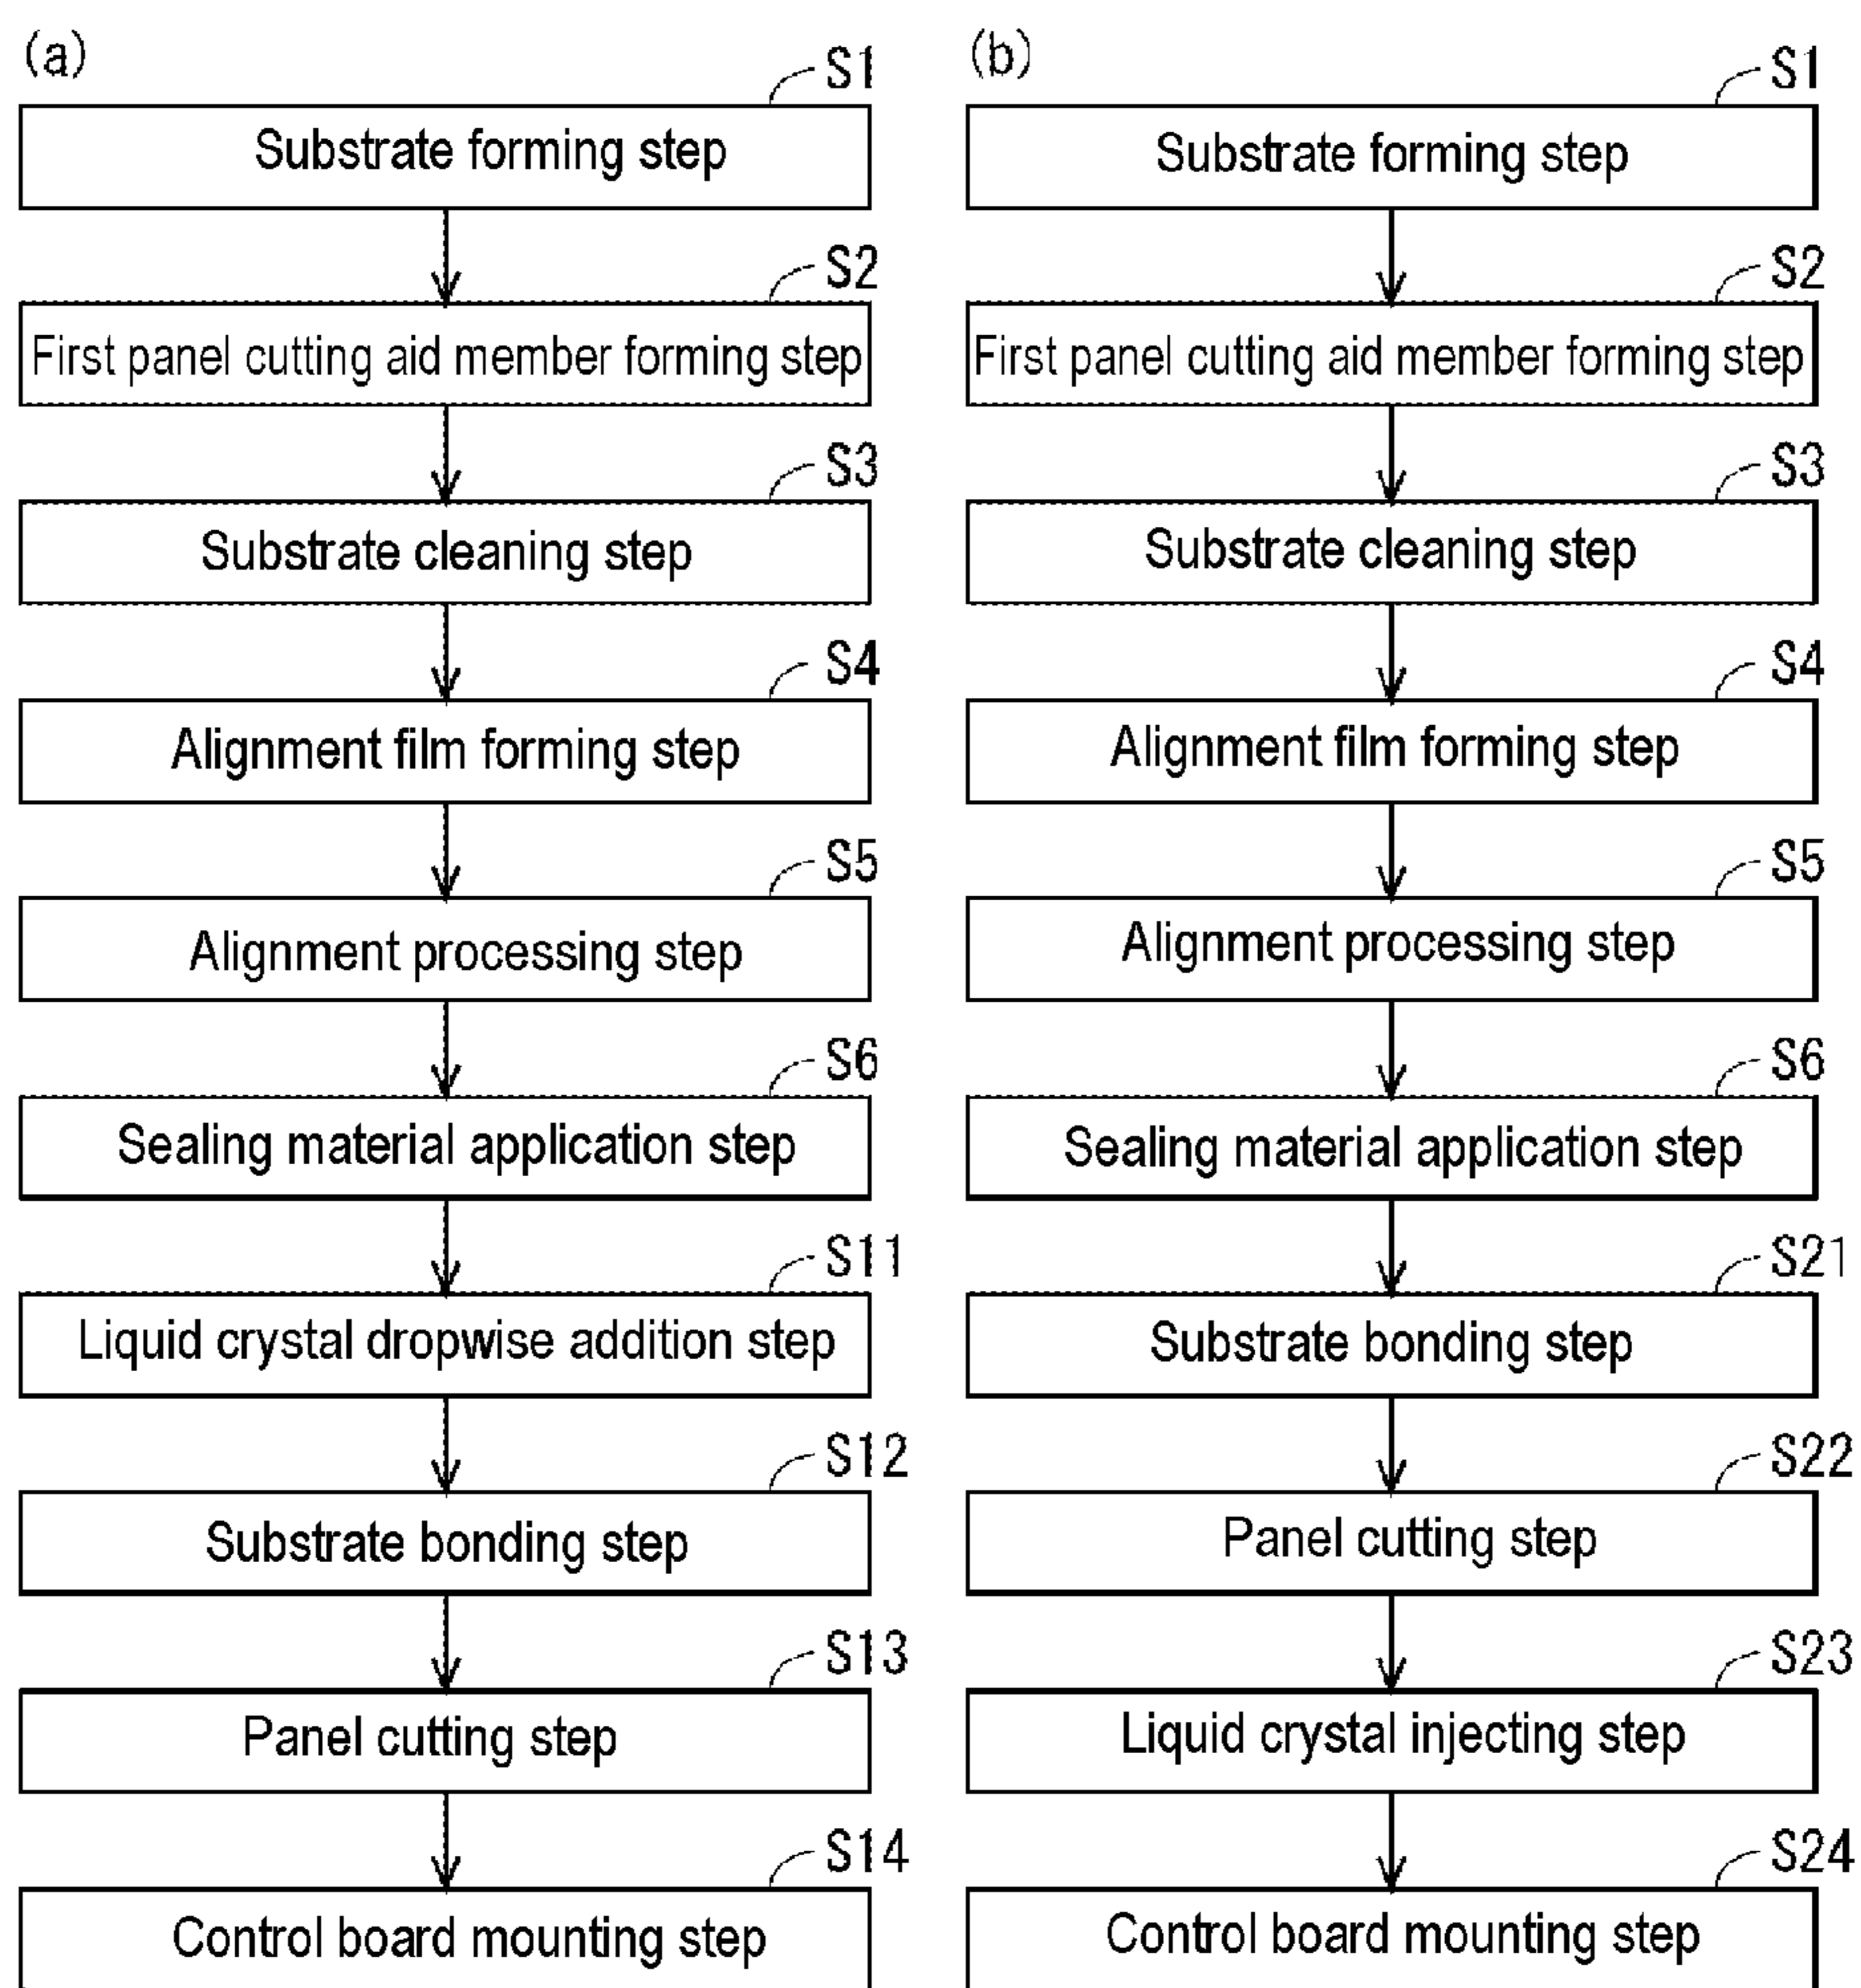 (a)
S1
Substrate forming step
S2
First panel cutting aid member forming step
S3
Substrate cleaning step
S4
Alignment film forming step
S5
Alignment processing step
S6
Sealing material application step
S11
Liquid crystal dropwise addition step
S12
Substrate bonding step
S13
Panel cutting step
S14
Control board mounting step
(b)
S1
Substrate forming step
S2
First panel cutting aid member forming step
S3
Substrate cleaning step
S4
Alignment film forming step
S5
Alignment processing step
S6
Sealing material application step
S21
Substrate bonding step
S22
Panel cutting step
S23
Liquid crystal injecting step
S24
Control board mounting step